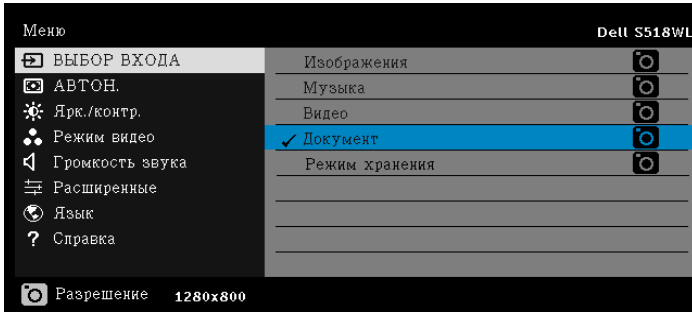 Меню Dell S518WL
ВЫБОР ВХОДА
АВТОН.
Ярк./контр.
Режим видео
Громкость звука
Расширенные
Язык
Справка
Изображения
Музыка
Видео
Документ
Режим хранения
Разрешение 1280x800